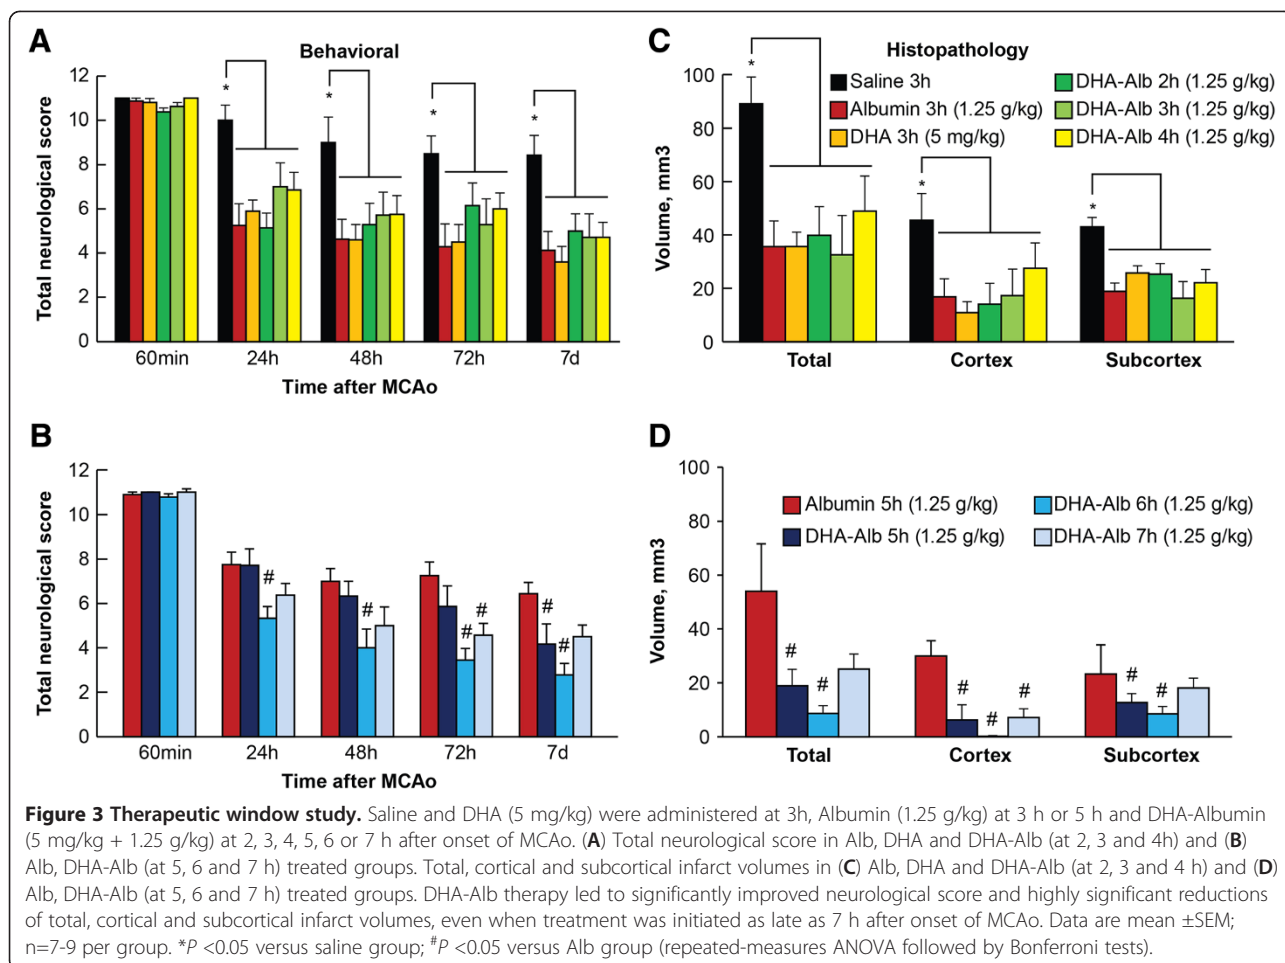 A
Behavioral
12
10
8
6
4
2
0
Total neurological score
* * * *
60min 24h 48h 72h 7d
Time after MCAo
C
Histopathology
100
80
60
40
20
0
Volume, mm3
* * *
Saline 3h
Albumin 3h (1.25 g/kg)
DHA 3h (5 mg/kg)
DHA-Alb 2h (1.25 g/kg)
DHA-Alb 3h (1.25 g/kg)
DHA-Alb 4h (1.25 g/kg)
Total Cortex Subcortex
B
12
10
8
6
4
2
0
Total neurological score
# # # # # #
60min 24h 48h 72h 7d
Time after MCAo
D
100
80
60
40
20
0
Volume, mm3
Albumin 5h (1.25 g/kg)
DHA-Alb 5h (1.25 g/kg)
DHA-Alb 6h (1.25 g/kg)
DHA-Alb 7h (1.25 g/kg)
# # # # # # #
Total Cortex Subcortex
Figure 3 Therapeutic window study. Saline and DHA (5 mg/kg) were administered at 3h, Albumin (1.25 g/kg) at 3 h or 5 h and DHA-Albumin
(5 mg/kg + 1.25 g/kg) at 2, 3, 4, 5, 6 or 7 h after onset of MCAo. (A) Total neurological score in Alb, DHA and DHA-Alb (at 2, 3 and 4h) and (B)
Alb, DHA-Alb (at 5, 6 and 7 h) treated groups. Total, cortical and subcortical infarct volumes in (C) Alb, DHA and DHA-Alb (at 2, 3 and 4 h) and (D)
Alb, DHA-Alb (at 5, 6 and 7 h) treated groups. DHA-Alb therapy led to significantly improved neurological score and highly significant reductions
of total, cortical and subcortical infarct volumes, even when treatment was initiated as late as 7 h after onset of MCAo. Data are mean ±SEM;
n=7-9 per group. *P <0.05 versus saline group; #P <0.05 versus Alb group (repeated-measures ANOVA followed by Bonferroni tests).